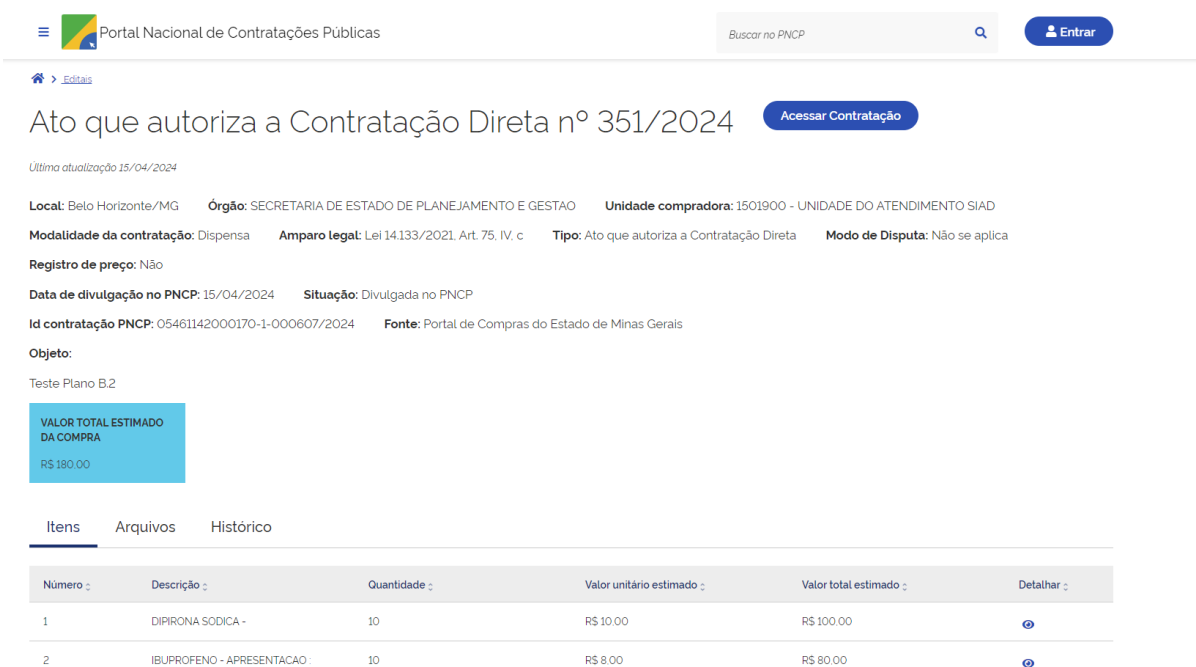 Portal Nacional de Contratações Públicas
Buscar no PNCP
Entrar
Editais
Ato que autoriza a Contratação Direta nº 351/2024
Acessar Contratação
Última atualização 15/04/2024
Local: Belo Horizonte/MG Órgão: SECRETARIA DE ESTADO DE PLANEJAMENTO E GESTAO Unidade compradora: 1501900 - UNIDADE DO ATENDIMENTO SIAD
Modalidade da contratação: Dispensa Amparo legal: Lei 14.133/2021, Art. 75, IV, c Tipo: Ato que autoriza a Contratação Direta Modo de Disputa: Não se aplica
Registro de preço: Não
Data de divulgação no PNCP: 15/04/2024 Situação: Divulgada no PNCP
Id contratação PNCP: 05461142000170-1-000607/2024 Fonte: Portal de Compras do Estado de Minas Gerais
Objeto:
Teste Plano B.2
VALOR TOTAL ESTIMADO
DA COMPRA
R$ 180,00
Itens Arquivos Histórico
Número Descrição Quantidade Valor unitário estimado Valor total estimado Detalhar
1 DIPIRONA SODICA - 10 R$ 10,00 R$ 100,00
2 IBUPROFENO - APRESENTACAO : 10 R$ 8,00 R$ 80,00